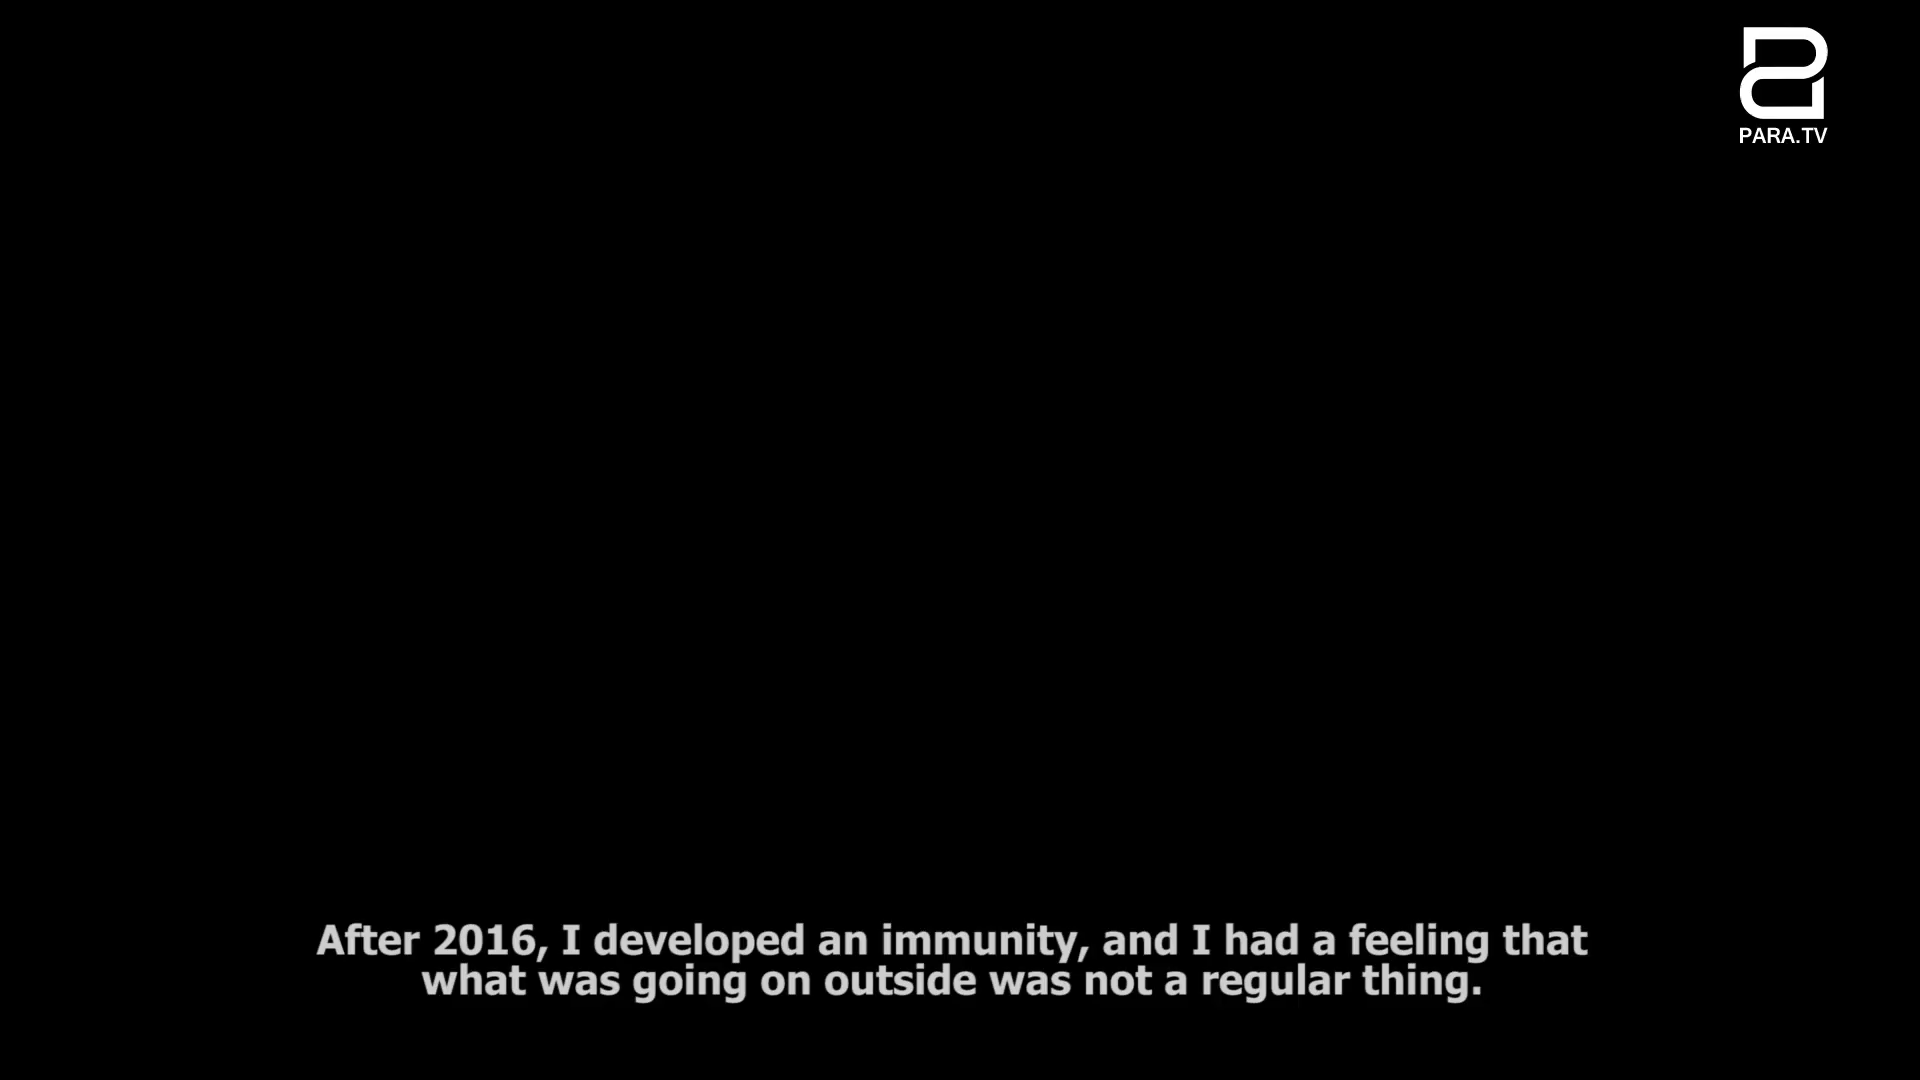 PARA.TV
After 2016, I developed an immunity, and I had a feeling that
what was going on outside was not a regular thing.